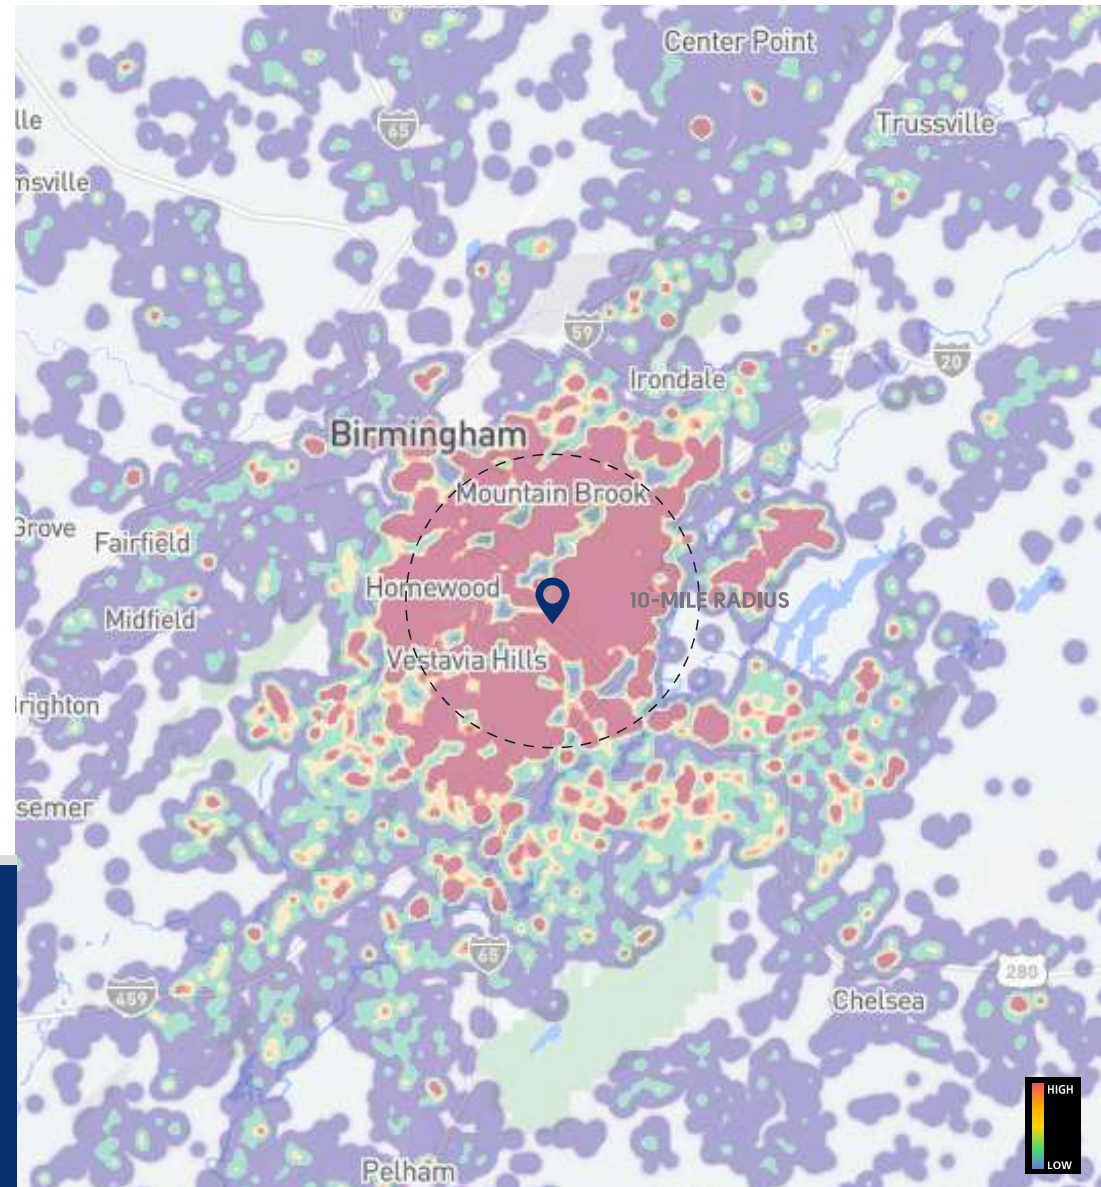 Center Point
Trussville
lle
65
msville
59
Irondale
20
Birmingham
Mountain Brook
Grove
Fairfield
Homewood
10-MILE RADIUS
Midfield
Vestavia Hills
Brighton
semer
65
280
459
Chelsea
HIGH
LOW
Pelham